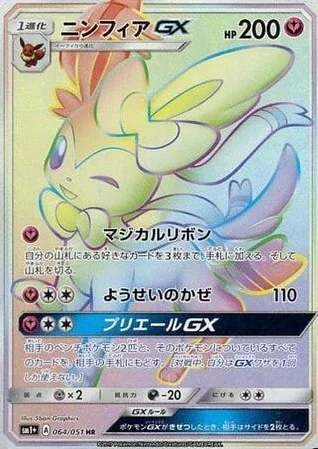 1進化 ニンフィアGX HP200
イーブイから進化
マジカルリボン
自分の山札にある好きなカードを3枚まで、手札に加える。そして山札を切る。
ようせいのかぜ 110
プリエールGX
相手のベンチポケモン2匹と、そのポケモンについているすべてのカードを、相手の手札にもどす。[対戦中、自分はGXワザを1回しか使えない。]
弱点 ×2 抵抗力 -20 にげる
GXルール
ポケモンGXがきぜつしたとき、相手はサイドを2枚とる。
illus. 5ban Graphics
sm1+ A 064/051 HR